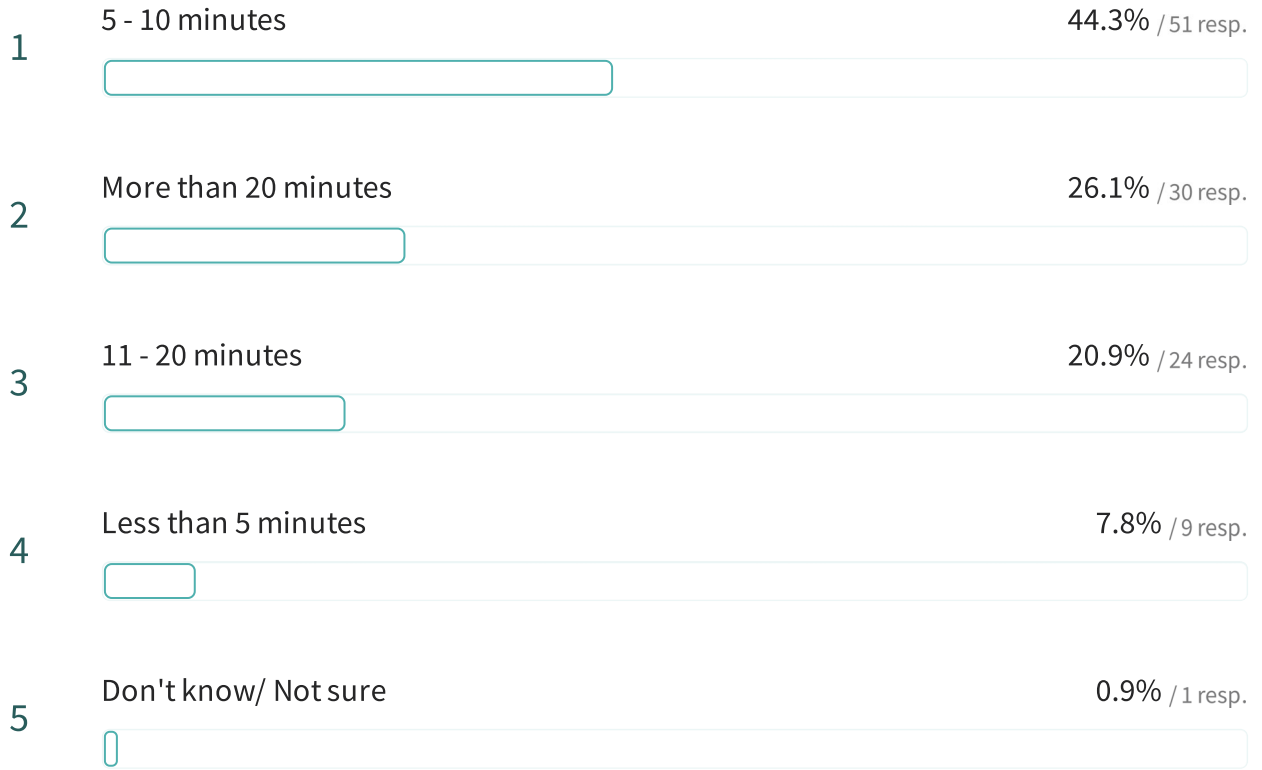 1
5 - 10 minutes 44.3% / 51 resp.
2
More than 20 minutes 26.1% / 30 resp.
3
11 - 20 minutes 20.9% / 24 resp.
4
Less than 5 minutes 7.8% / 9 resp.
5
Don't know/ Not sure 0.9% / 1 resp.